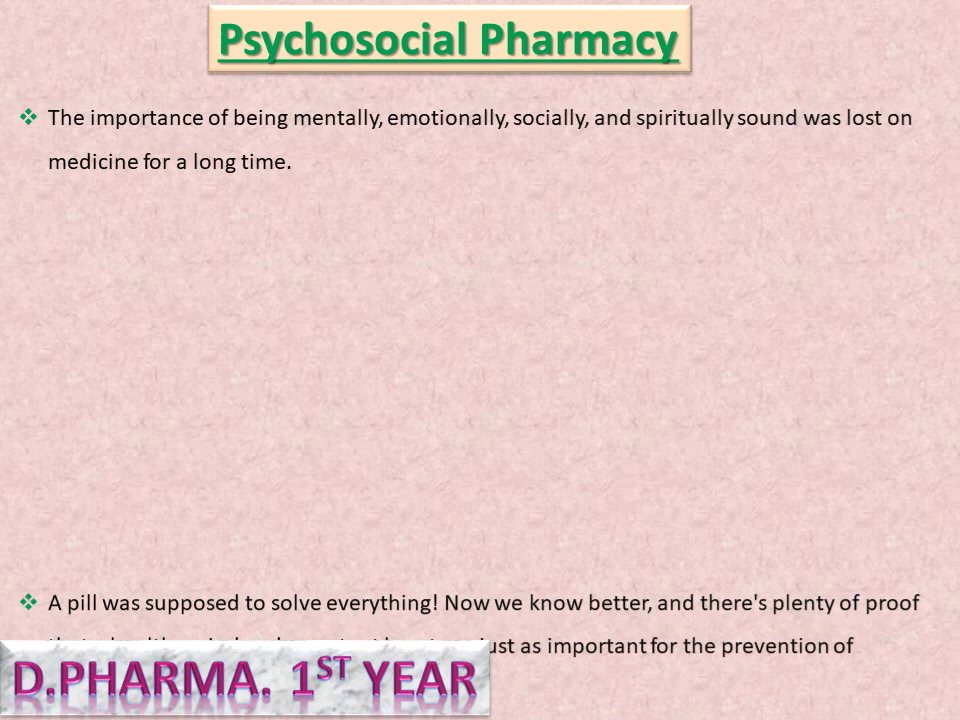 Psychosocial Pharmacy
The importance of being mentally, emotionally, socially, and spiritually sound was lost on
medicine for a long time.
A pill was supposed to solve everything! Now we know better, and there's plenty of proof
just as important for the prevention of
D.PHARMA. 1ST YEAR